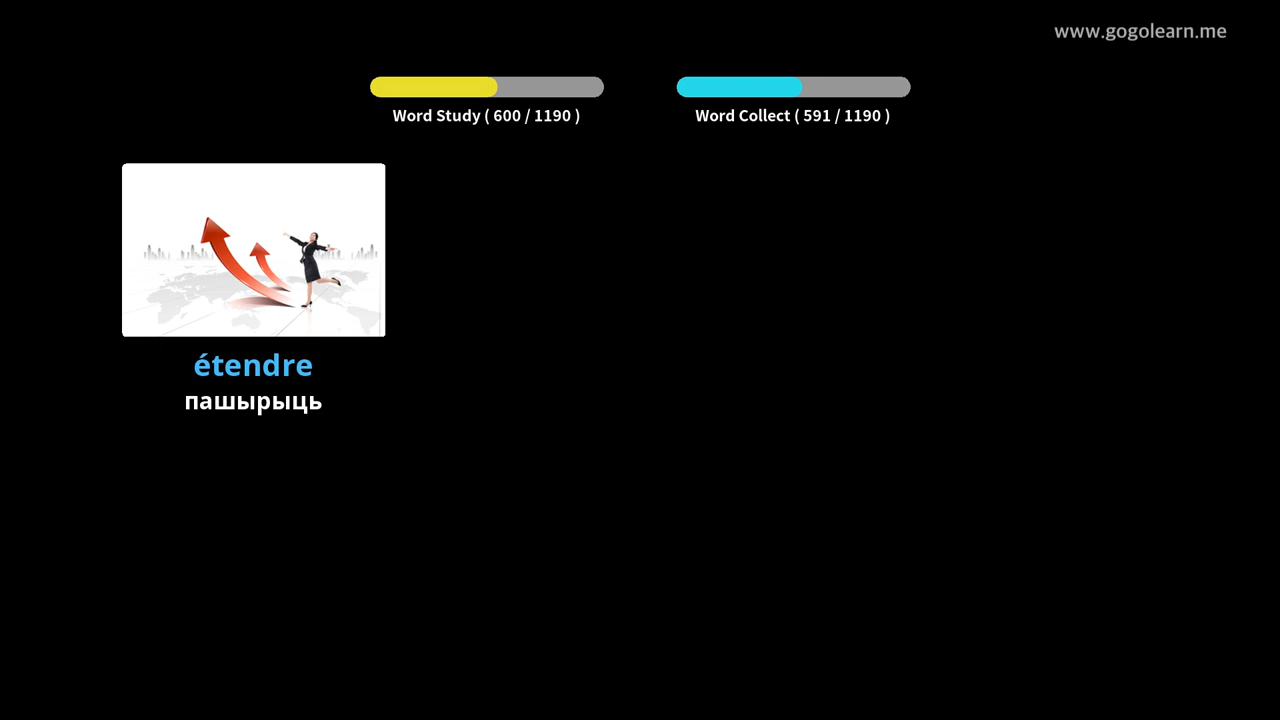 www.gogolearn.me
Word Study ( 600 / 1190 )
Word Collect ( 591 / 1190 )
étendre
пашырыць